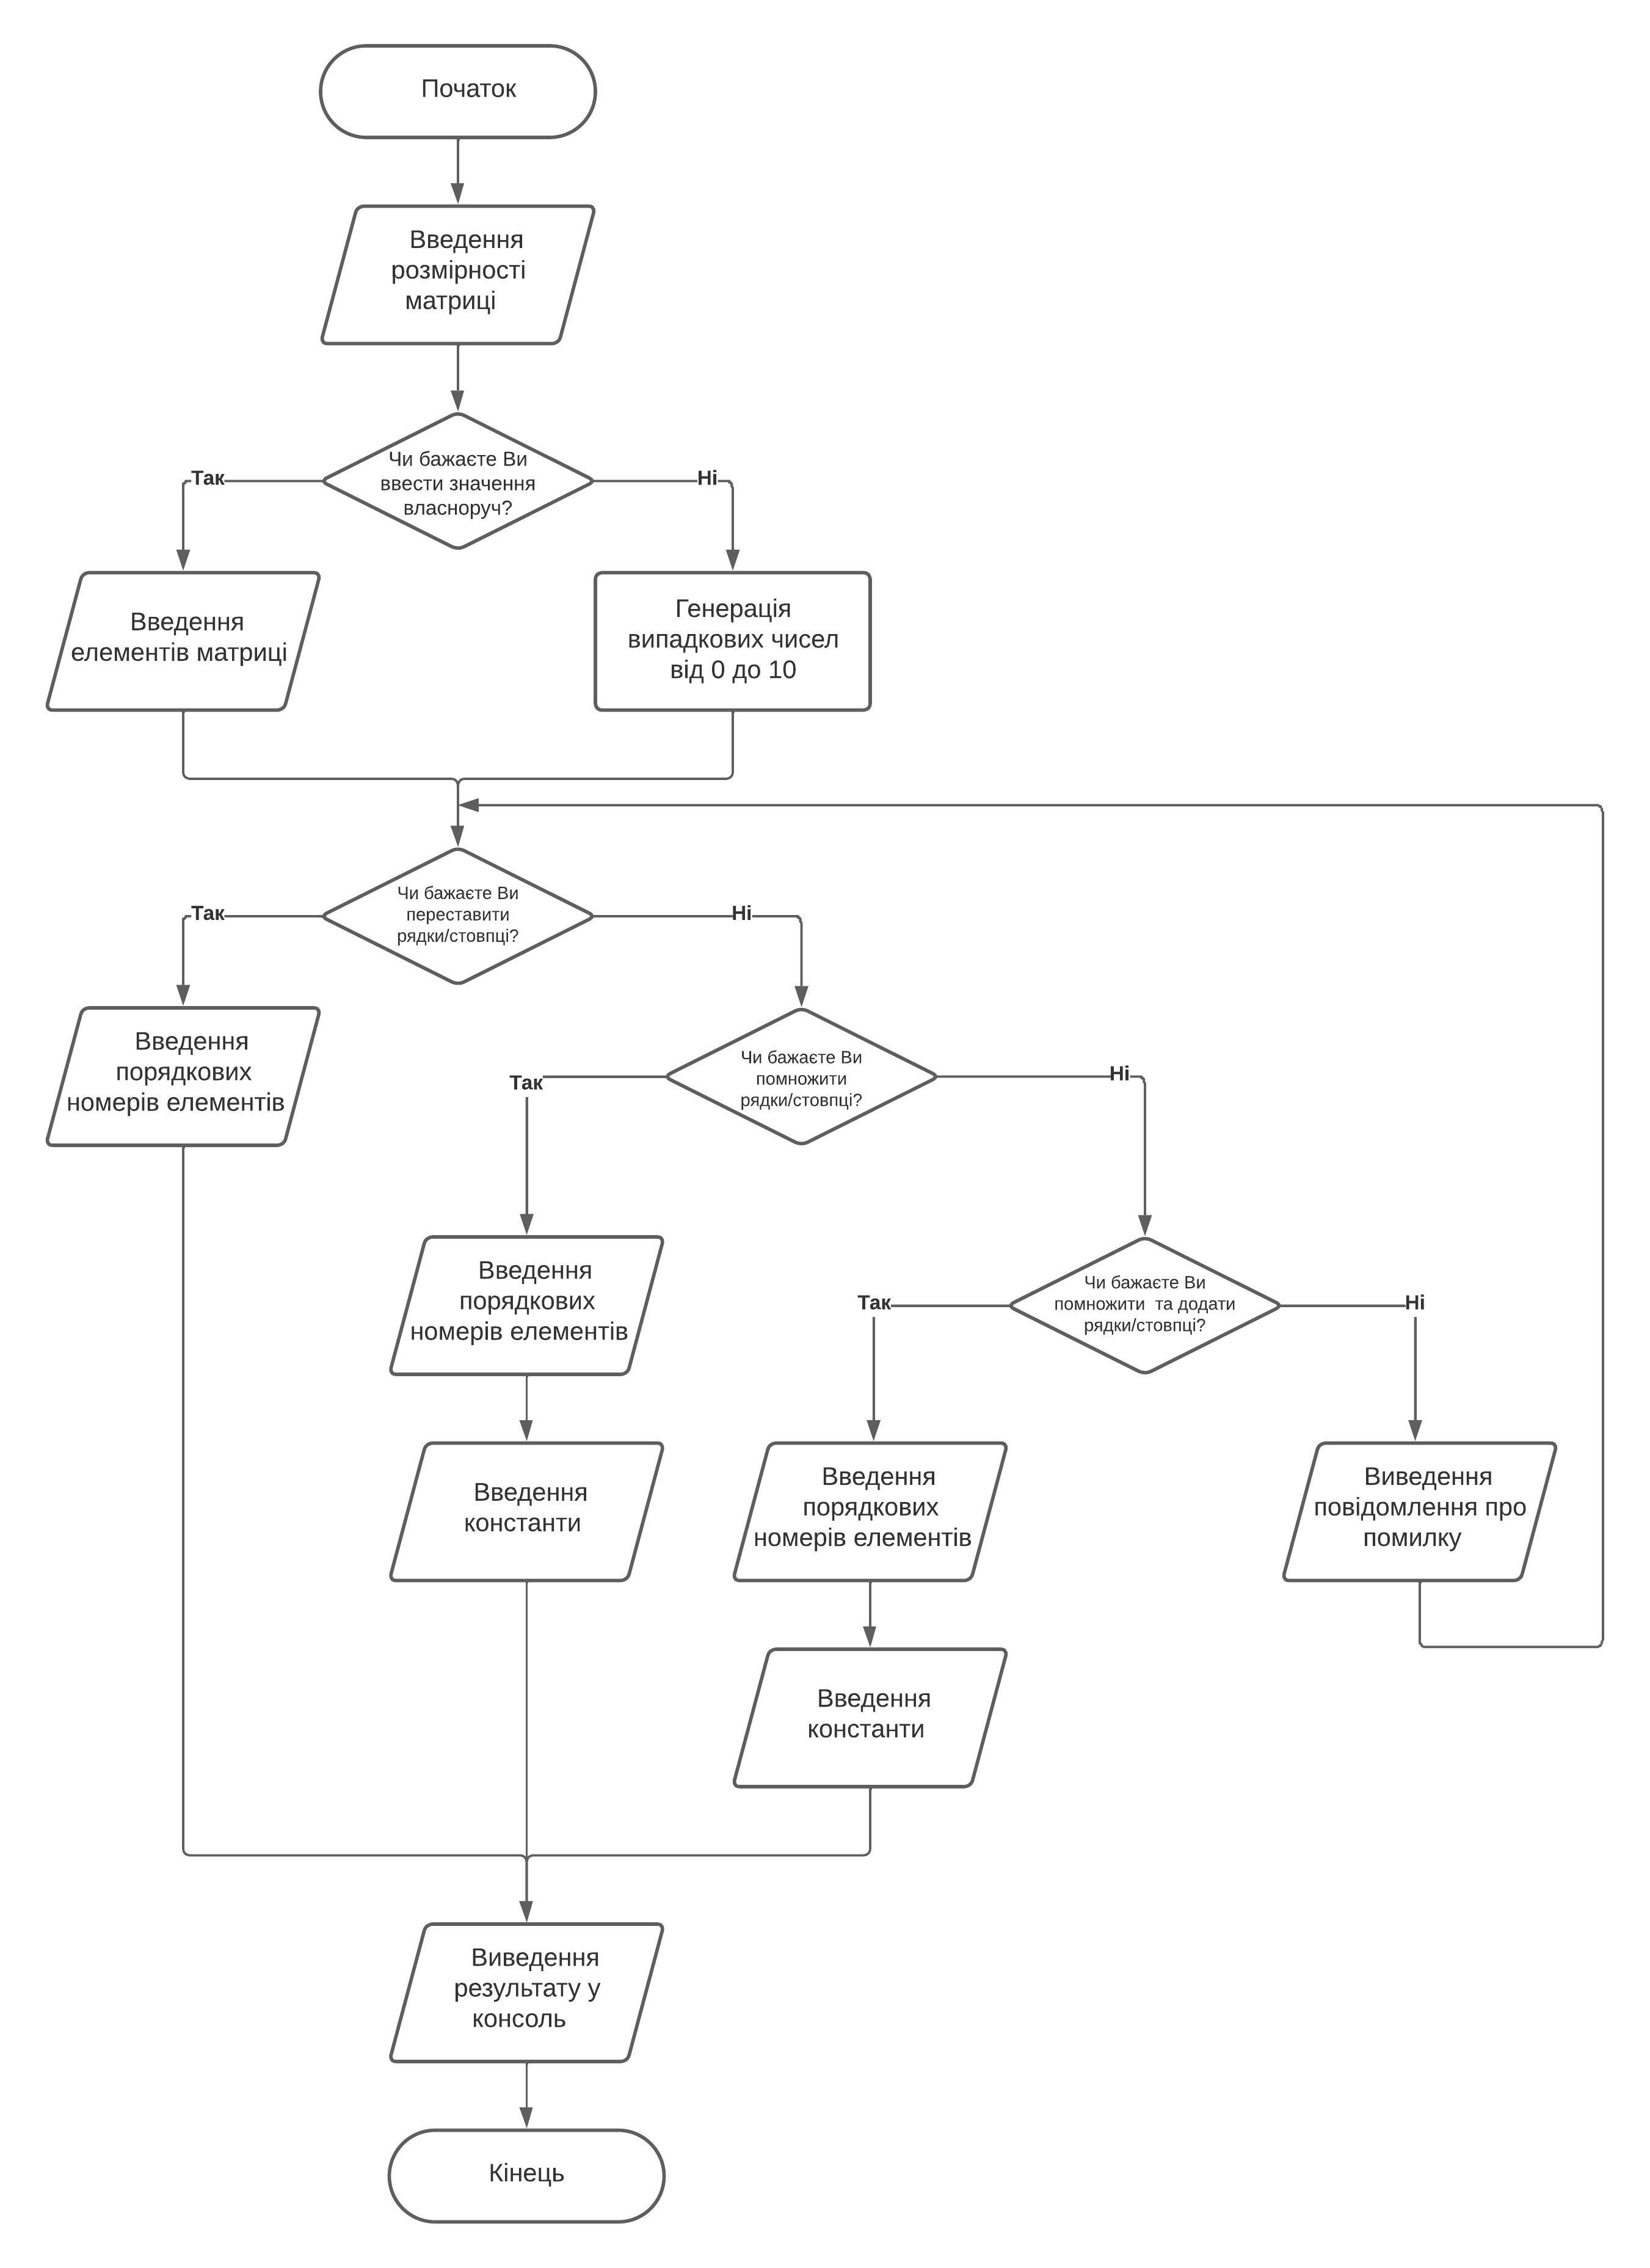 Початок
Введення
розмірності
матриці
Чи бажаєте Ви
ввести значення
власноруч?
Так
Ні
Введення
елементів матриці
Генерація
випадкових чисел
від 0 до 10
Чи бажаєте Ви
переставити
рядки/стовпці?
Так
Ні
Введення
порядкових
номерів елементів
Чи бажаєте Ви
помножити
рядки/стовпці?
Так
Ні
Введення
порядкових
номерів елементів
Чи бажаєте Ви
помножити та додати
рядки/стовпці?
Так
Ні
Введення
константи
Введення
порядкових
номерів елементів
Виведення
повідомлення про
помилку
Введення
константи
Виведення
результату у
консоль
Кінець